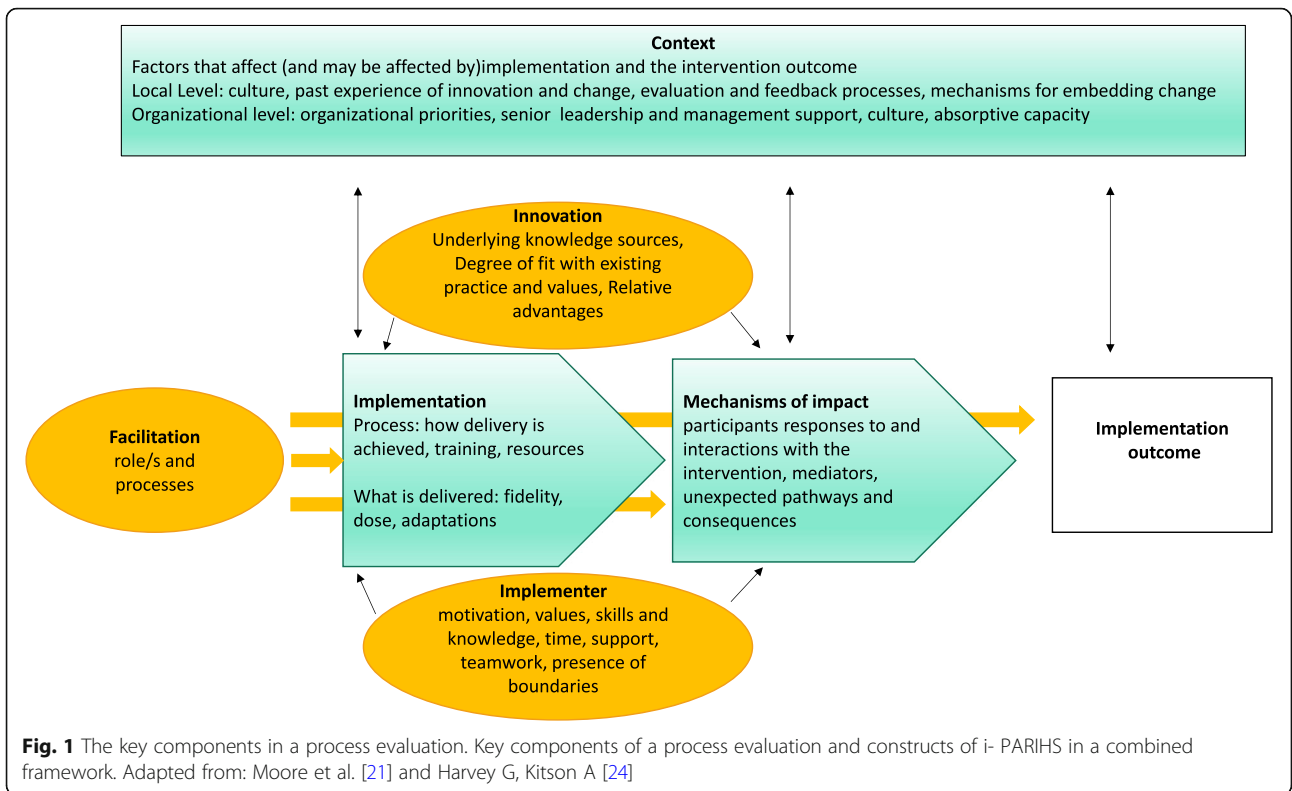 Context
Factors that affect (and may be affected by)implementation and the intervention outcome
Local Level: culture, past experience of innovation and change, evaluation and feedback processes, mechanisms for embedding change
Organizational level: organizational priorities, senior leadership and management support, culture, absorptive capacity
Innovation
Underlying knowledge sources,
Degree of fit with existing
practice and values, Relative
advantages
Facilitation
role/s and
processes
Implementation
Process: how delivery is
achieved, training, resources
What is delivered: fidelity,
dose, adaptations
Mechanisms of impact
participants responses to and
interactions with the
intervention, mediators,
unexpected pathways and
consequences
Implementation
outcome
Implementer
motivation, values, skills and
knowledge, time, support,
teamwork, presence of
boundaries
Fig. 1 The key components in a process evaluation. Key components of a process evaluation and constructs of i- PARIHS in a combined
framework. Adapted from: Moore et al. [21] and Harvey G, Kitson A [24]